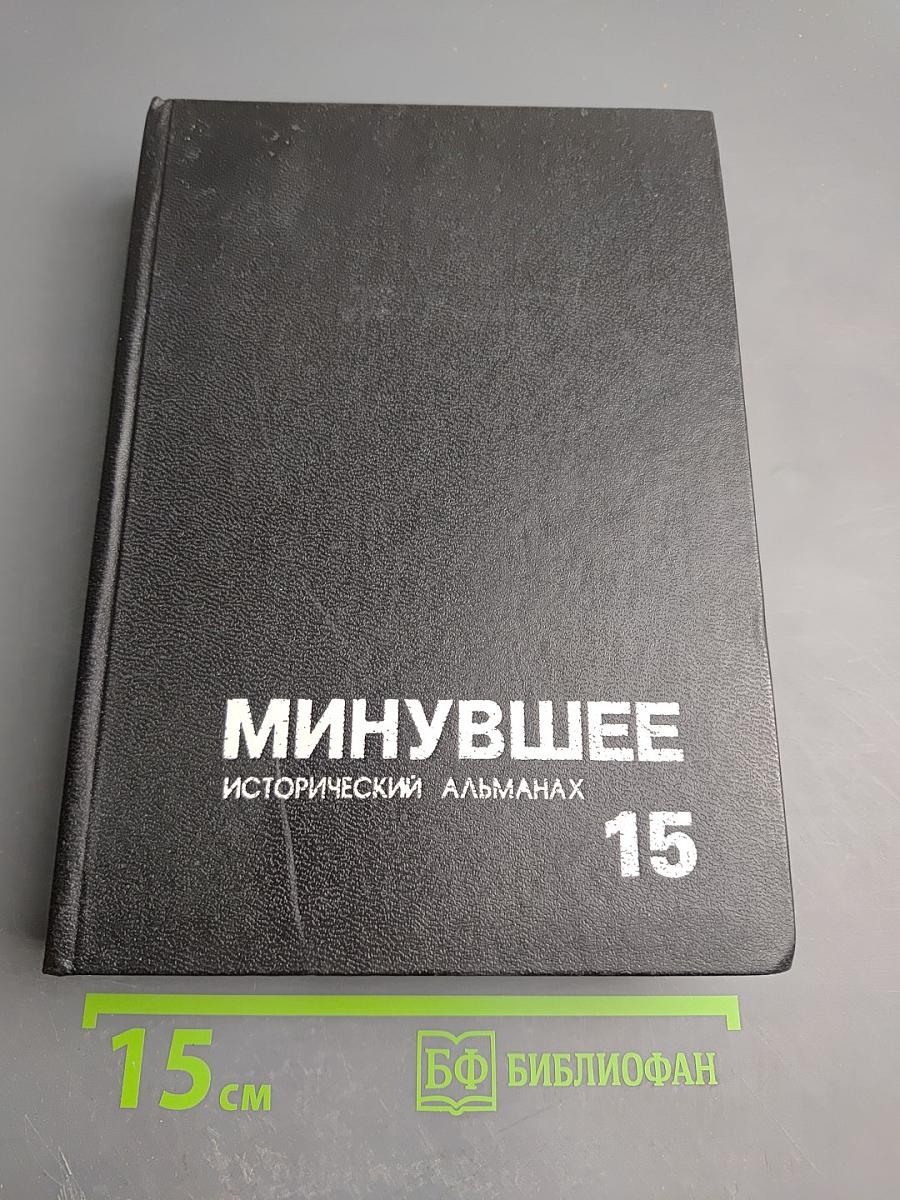 МИНУВШЕЕ
ИСТОРИЧЕСКИЙ АЛЬМАНАХ
15
15 см
БФ БИБЛИОФАН